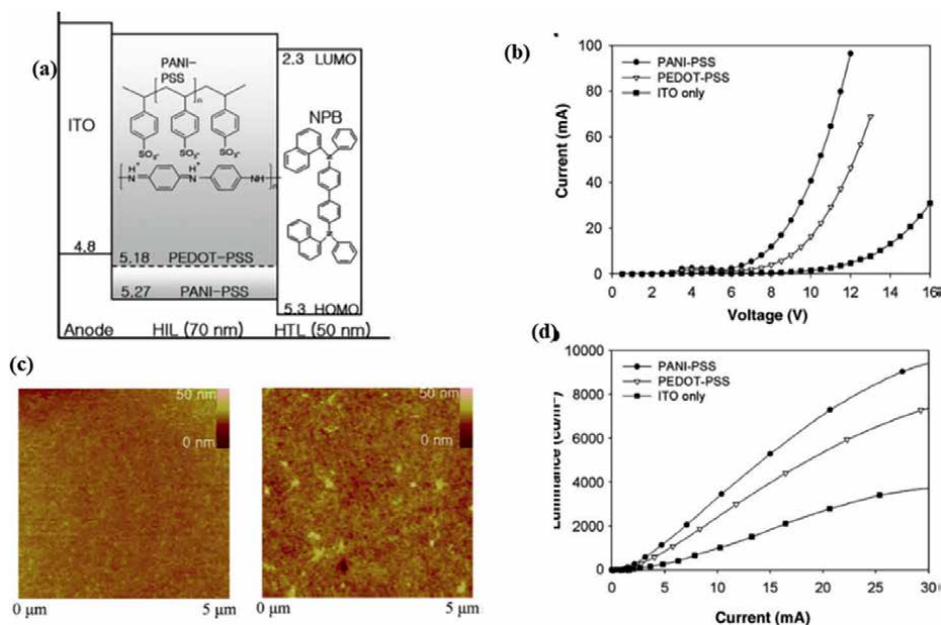 (a)
PANI-
PSS
2.3 LUMO
n
ITO
NPB
SO₃⁻ SO₃⁻ SO₃⁻
H⁺ H⁺
N N NH n
N
N
4.8
5.18 PEDOT-PSS
5.27 PANI-PSS
5.3 HOMO
Anode HIL (70 nm) HTL (50 nm)
(b)
100
80
60
40
20
0
Current (mA)
PANI-PSS
PEDOT-PSS
ITO only
0 2 4 6 8 10 12 14 16
Voltage (V)
(c)
50 nm
0 nm
0 μm 5 μm
50 nm
0 nm
0 μm 5 μm
(d)
10000
8000
6000
4000
2000
0
Luminance
PANI-PSS
PEDOT-PSS
ITO only
0 5 10 15 20 25 30
Current (mA)